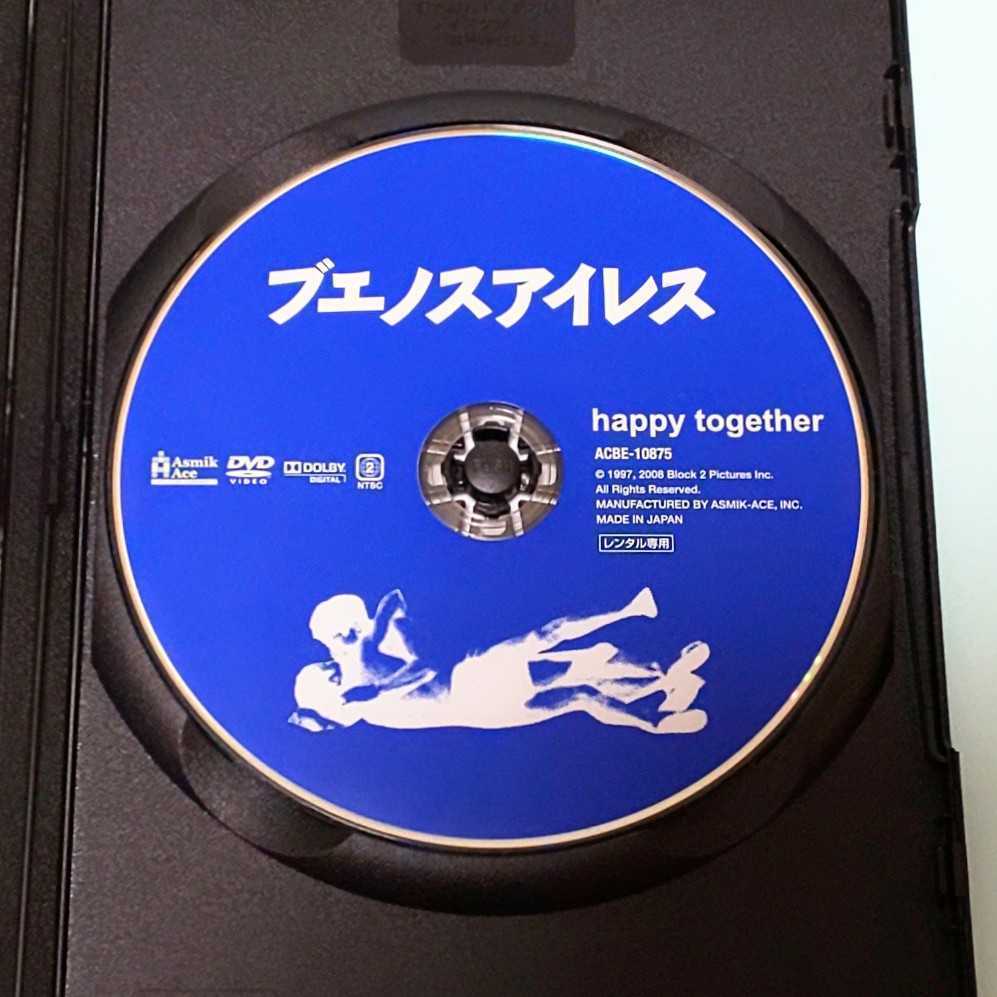 ブエノスアイレス
happy together
ACBE-10875
© 1997, 2008 Block 2 Pictures Inc.
All Rights Reserved.
MANUFACTURED BY ASMIK-ACE, INC.
MADE IN JAPAN
レンタル専用
Asmik
Ace
DVD
VIDEO
DOLBY
DIGITAL
2
NTSC